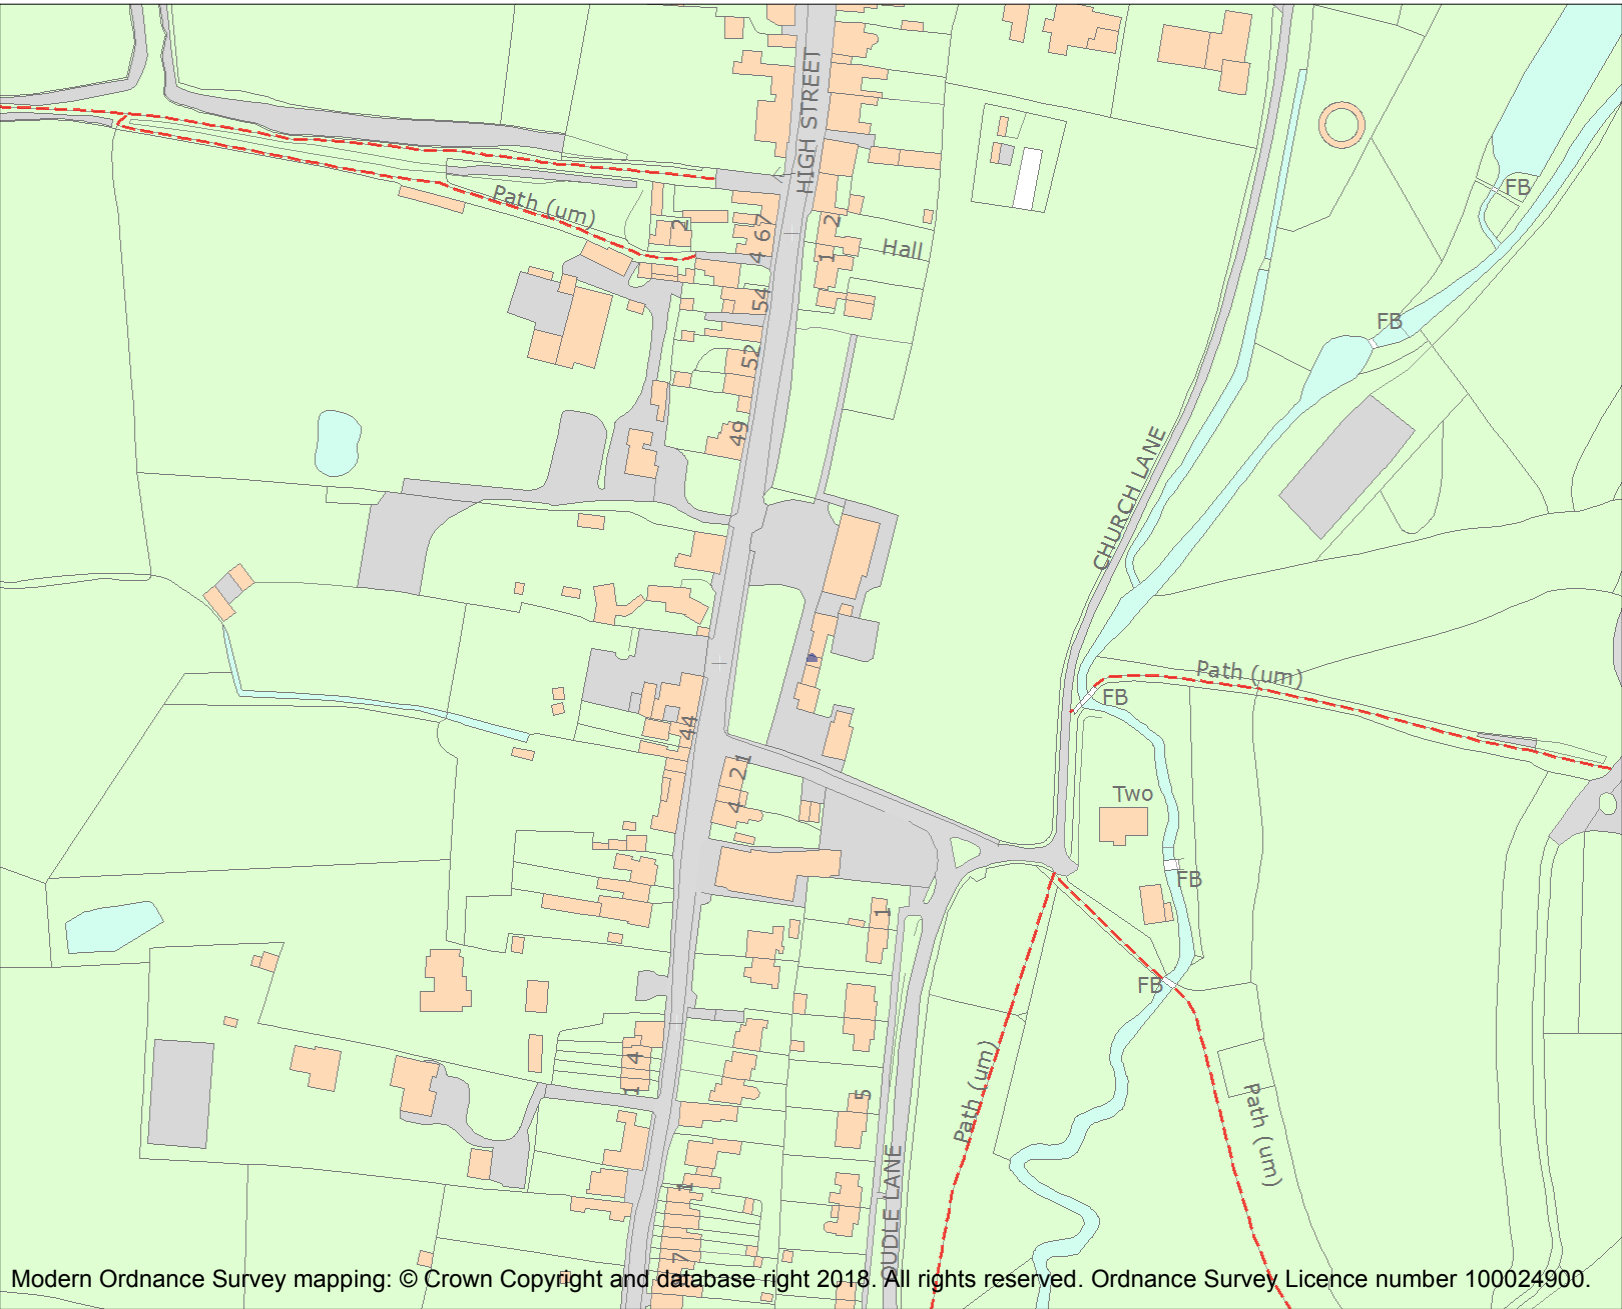 HIGH STREET
FB
Path (um)
2
67
2
4
Hall
1
54
FB
52
49
CHURCH LANE
Path (um)
FB
44
21
Two
4
FB
1
FB
4
Path (um)
1
5
Path (um)
OUDLE LANE
1
7
Modern Ordnance Survey mapping: © Crown Copyright and database right 2018. All rights reserved. Ordnance Survey Licence number 100024900.